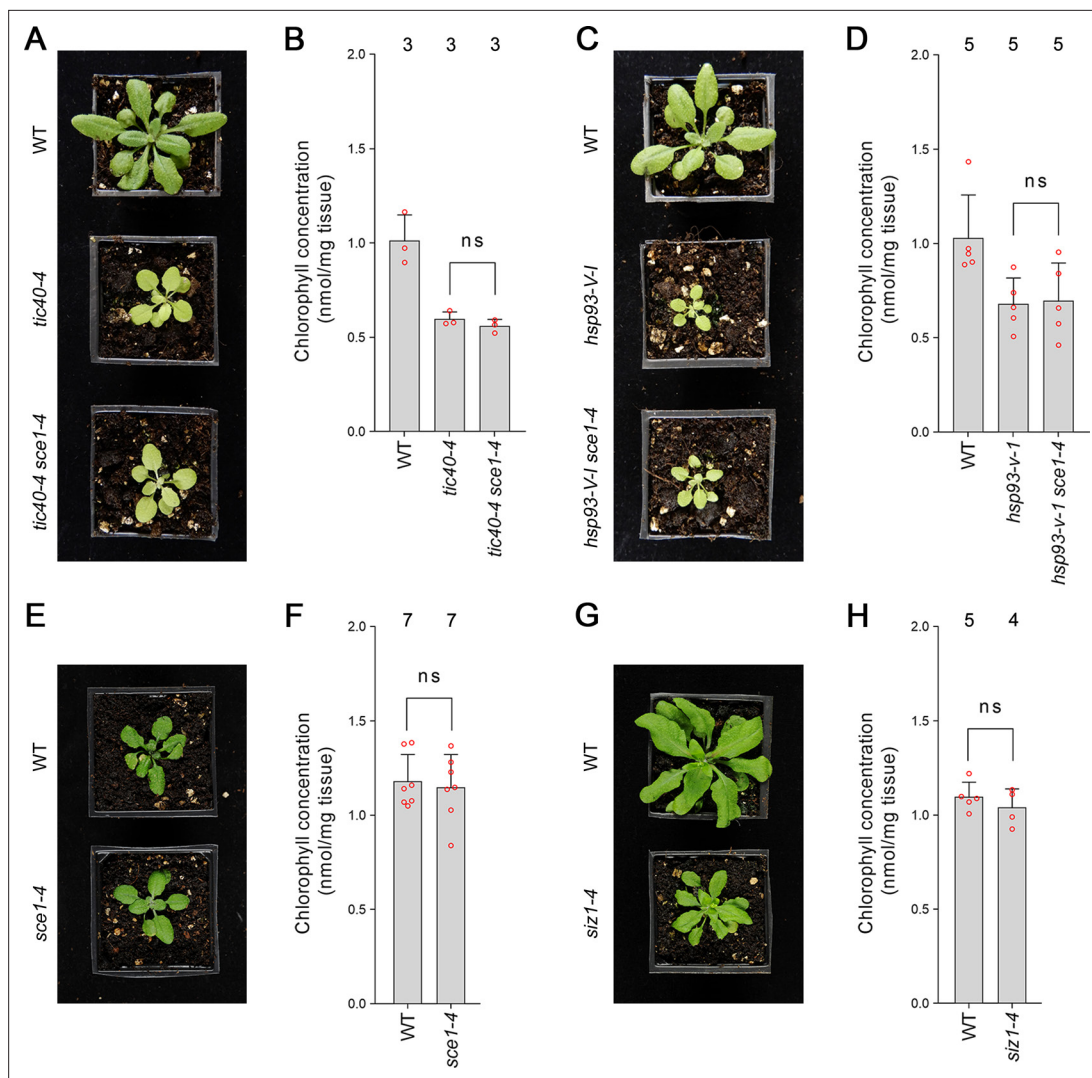 A
WT
tic40-4
tic40-4 sce1-4
B
3 3 3
Chlorophyll concentration
(nmol/mg tissue)
2.0
1.5
1.0
0.5
0.0
ns
WT
tic40-4
tic40-4 sce1-4
C
WT
hsp93-V-I
hsp93-V-I sce1-4
D
5 5 5
Chlorophyll concentration
(nmol/mg tissue)
2.0
1.5
1.0
0.5
0.0
ns
WT
hsp93-v-1
hsp93-v-1 sce1-4
E
WT
sce1-4
F
7 7
Chlorophyll concentration
(nmol/mg tissue)
2.0
1.5
1.0
0.5
0.0
ns
WT
sce1-4
G
WT
siz1-4
H
5 4
Chlorophyll concentration
(nmol/mg tissue)
2.0
1.5
1.0
0.5
0.0
ns
WT
siz1-4